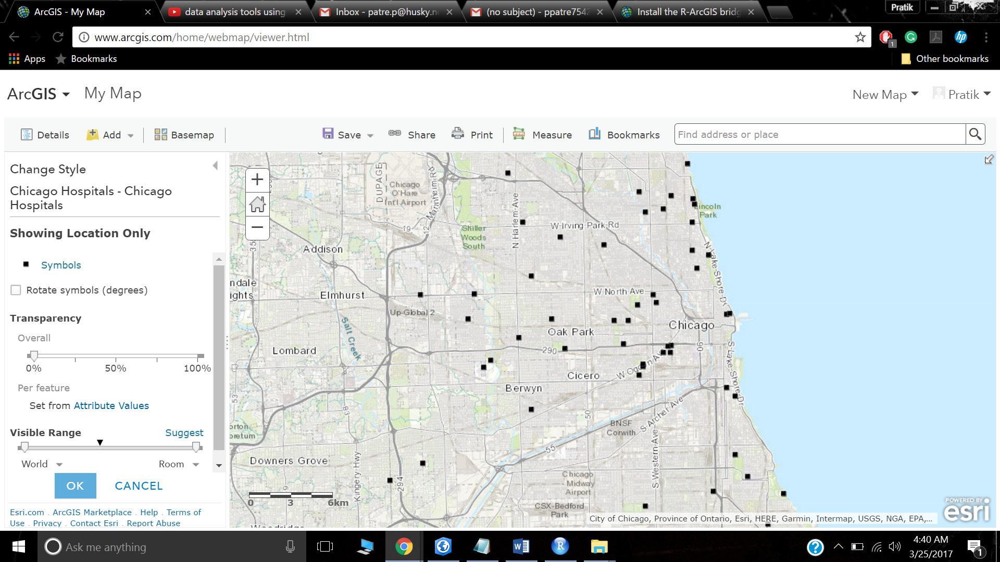 ArcGIS - My Map
data analysis tools using
Inbox - patre.p@husky.n
(no subject) - ppatre7542
Install the R-ArcGIS bridg
Pratik
www.arcgis.com/home/webmap/viewer.html
1
hp
Apps
Bookmarks
Other bookmarks
ArcGIS
My Map
New Map
Pratik
Details
Add
Basemap
Save
Share
Print
Measure
Bookmarks
Find address or place
Change Style
Chicago Hospitals - Chicago
Hospitals
Showing Location Only
Symbols
Rotate symbols (degrees)
Transparency
Overall
0%
50%
100%
Per feature
Set from Attribute Values
Visible Range
Suggest
World
Room
OK
CANCEL
Esri.com . ArcGIS Marketplace . Help . Terms of
Use . Privacy . Contact Esri . Report Abuse
DUPAGE
Chicago
O'Hare
Int'l Airport
12 Mannheim Rd
19
N Harlem Ave
Shiller
Woods
South
W Irving Park Rd
Lincoln
Park
N Lake Shore Dr
Addison
ndale
ights
Elmhurst
Up-Global 2
Salt Creek
W North Ave
Oak Park
Chicago
Lombard
290
90
Cicero
W Ogden Av
S Lake Shore Dr
Berwyn
53
83
50
BNSF
Corwith
S Archer Ave
orton
oretum
55
Downers Grove
Kingery Hwy
294
S Western Ave
Chicago
Midway
Airport
CSX-Bedford
Park
9
0
3
6km
Woodridge
City of Chicago, Province of Ontario, Esri, HERE, Garmin, Intermap, USGS, NGA, EPA,...
POWERED BY
esri
Ask me anything
4:40 AM
3/25/2017
1